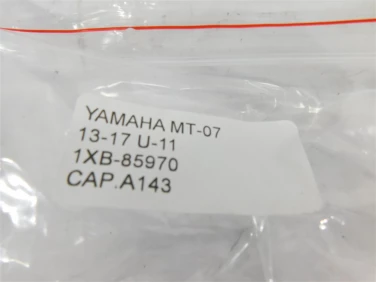 YAMAHA MT-07
13-17 U-11
1XB-85970
CAP.A143